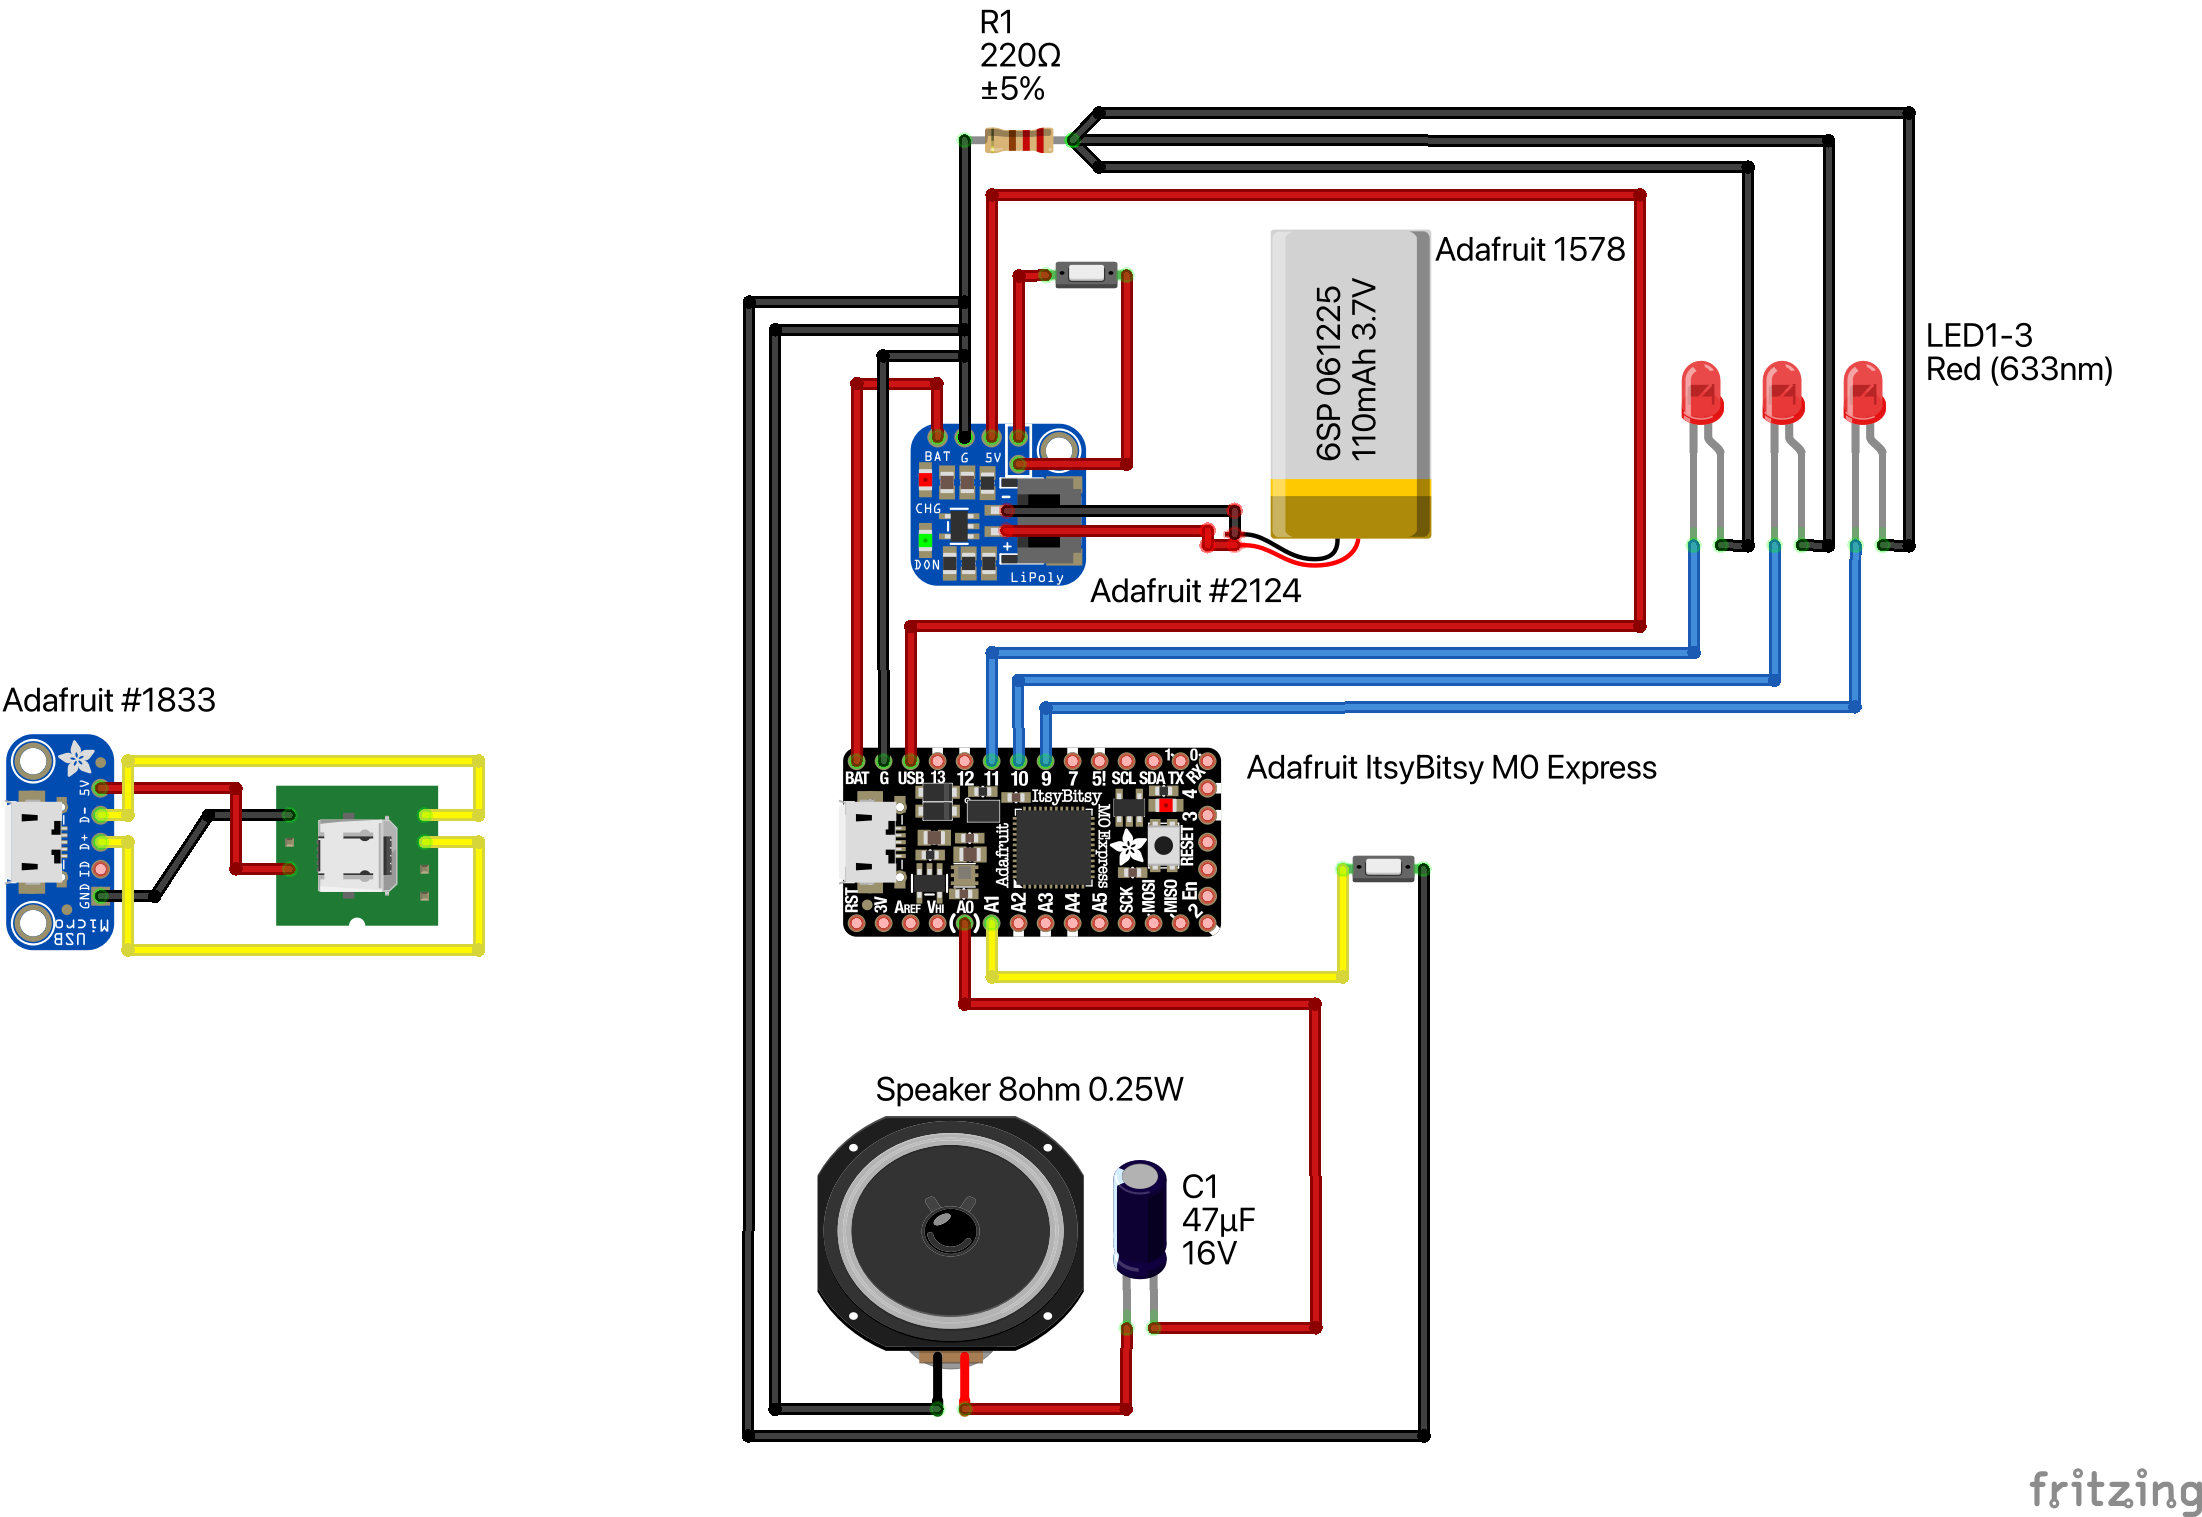 R1
220Ω
±5%
Adafruit 1578
6SP 061225
110mAh 3.7V
LED1-3
Red (633nm)
BAT G 5V
CHG
-
+
DON
LiPoly
Adafruit #2124
Adafruit #1833
5V
D-
D+
ID
GND
Micro
USB
Adafruit ItsyBitsy M0 Express
BAT G USB 13 12 11 10 9 7 5! SCL SDA TX RX
1 0
4
3
RESET
ItsyBitsy
Adafruit
M0 Express
RST 3V AREF VHI (A0) A1 A2 A3 A4 A5 SCK MOSI MISO 2 En
Speaker 8ohm 0.25W
C1
47µF
16V
fritzing